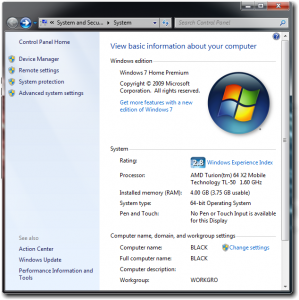 System and Secu...
System
Search Control Panel
Control Panel Home
Device Manager
Remote settings
System protection
Advanced system settings
See also
Action Center
Windows Update
Performance Information and
Tools
View basic information about your computer
Windows edition
Windows 7 Home Premium
Copyright © 2009 Microsoft
Corporation. All rights reserved.
Get more features with a new
edition of Windows 7
System
Rating:
2,8
Windows Experience Index
Processor:
AMD Turion(tm) 64 X2 Mobile
Technology TL-50 1.60 GHz
Installed memory (RAM):
4.00 GB (3.75 GB usable)
System type:
64-bit Operating System
Pen and Touch:
No Pen or Touch Input is available
for this Display
Computer name, domain, and workgroup settings
Computer name:
BLACK
Change settings
Full computer name:
BLACK
Computer description:
Workgroup:
WORKGRO